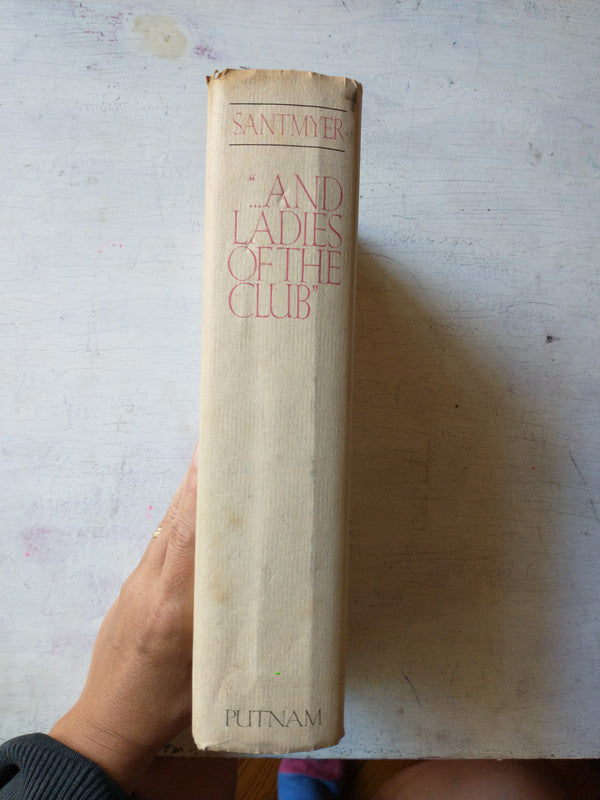 SANTMYER
"...AND
LADIES
OF THE
CLUB"
PUTNAM